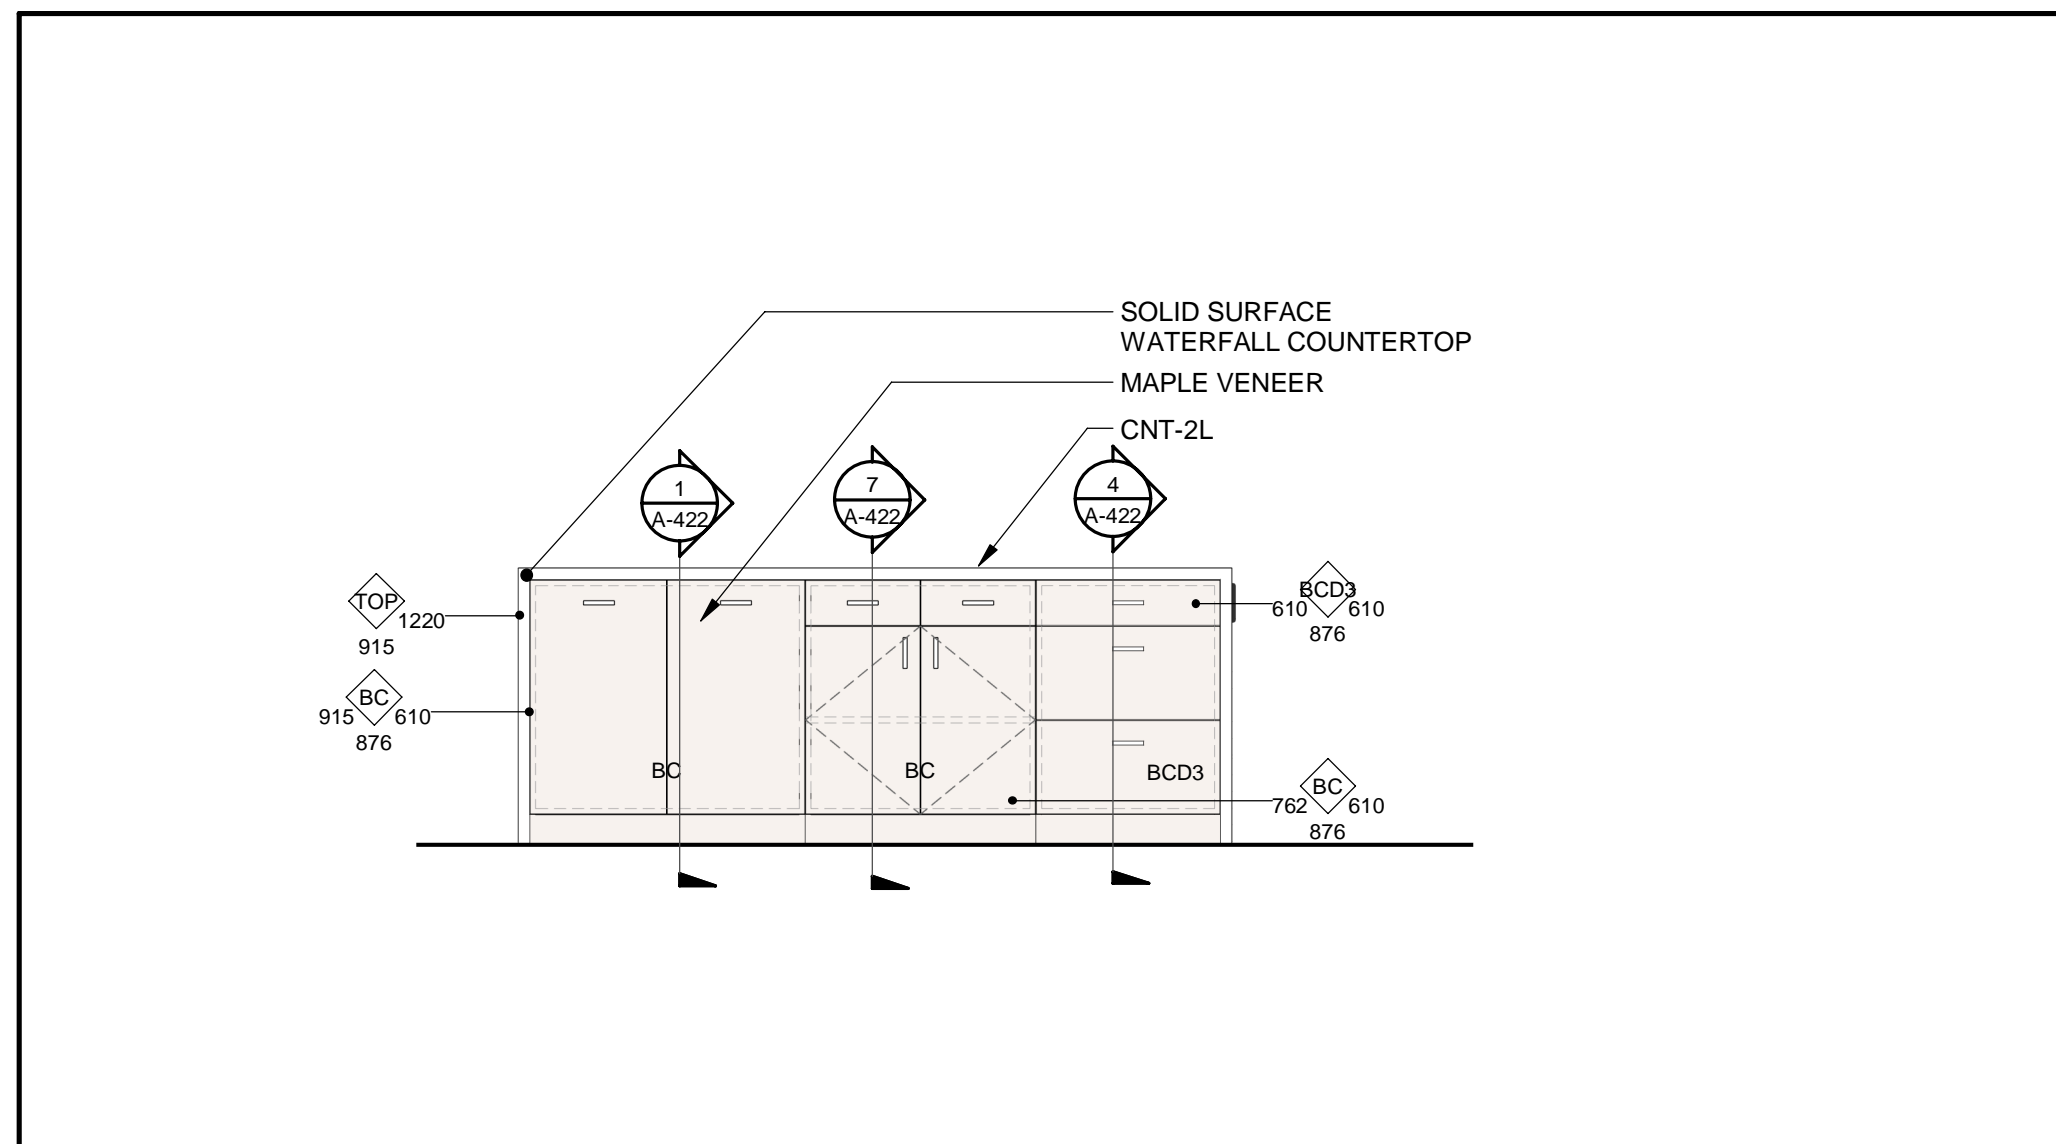 SOLID SURFACE
WATERFALL COUNTERTOP
MAPLE VENEER
CNT-2L
1
A-422
7
A-422
4
A-422
TOP
1220
915
BC
915
610
876
BCD3
610
610
876
BC
BC
BCD3
BC
762
610
876